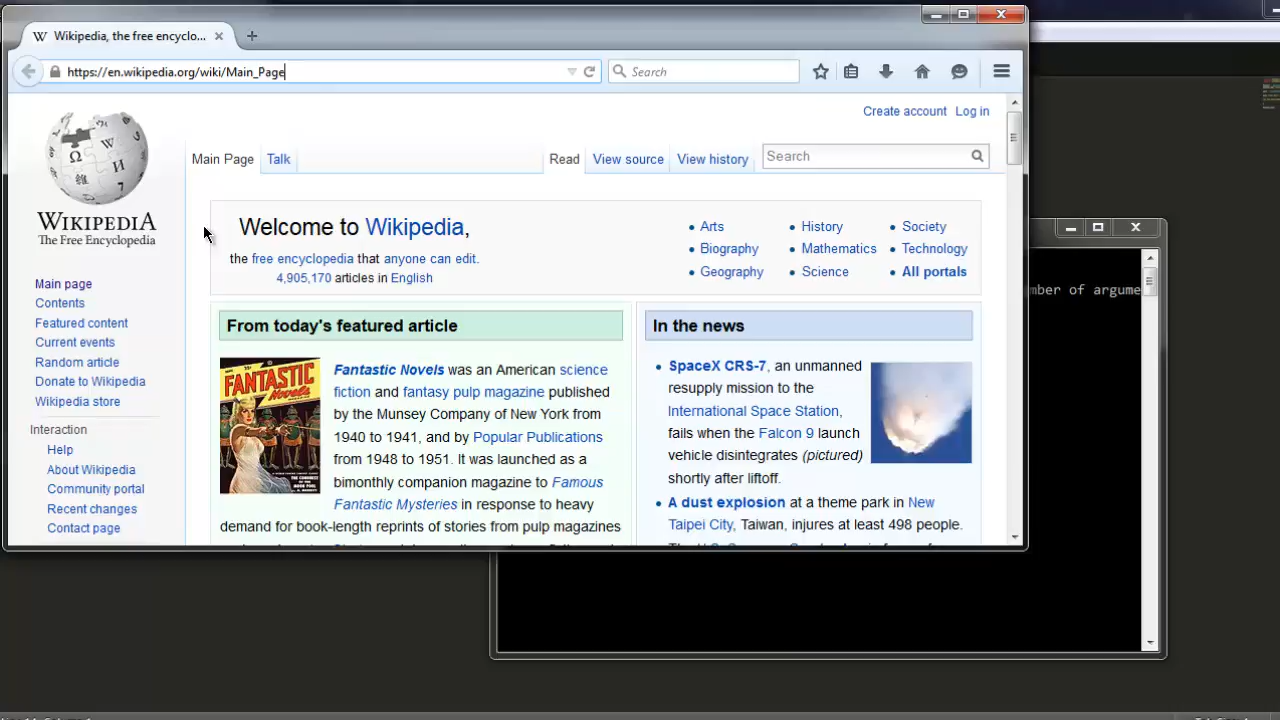 Wikipedia, the free encyclo...
https://en.wikipedia.org/wiki/Main_Page
Search
Create account Log in
Main Page Talk Read View source View history Search
WIKIPEDIA
The Free Encyclopedia
Main page
Contents
Featured content
Current events
Random article
Donate to Wikipedia
Wikipedia store
Interaction
Help
About Wikipedia
Community portal
Recent changes
Contact page
Welcome to Wikipedia,
the free encyclopedia that anyone can edit.
4,905,170 articles in English
Arts
Biography
Geography
History
Mathematics
Science
Society
Technology
All portals
From today's featured article
FANTASTIC
NOVELS
Fantastic Novels was an American science
fiction and fantasy pulp magazine published
by the Munsey Company of New York from
1940 to 1941, and by Popular Publications
from 1948 to 1951. It was launched as a
bimonthly companion magazine to Famous
Fantastic Mysteries in response to heavy
demand for book-length reprints of stories from pulp magazines
In the news
SpaceX CRS-7, an unmanned
resupply mission to the
International Space Station,
fails when the Falcon 9 launch
vehicle disintegrates (pictured)
shortly after liftoff.
A dust explosion at a theme park in New
Taipei City, Taiwan, injures at least 498 people.
mber of argume